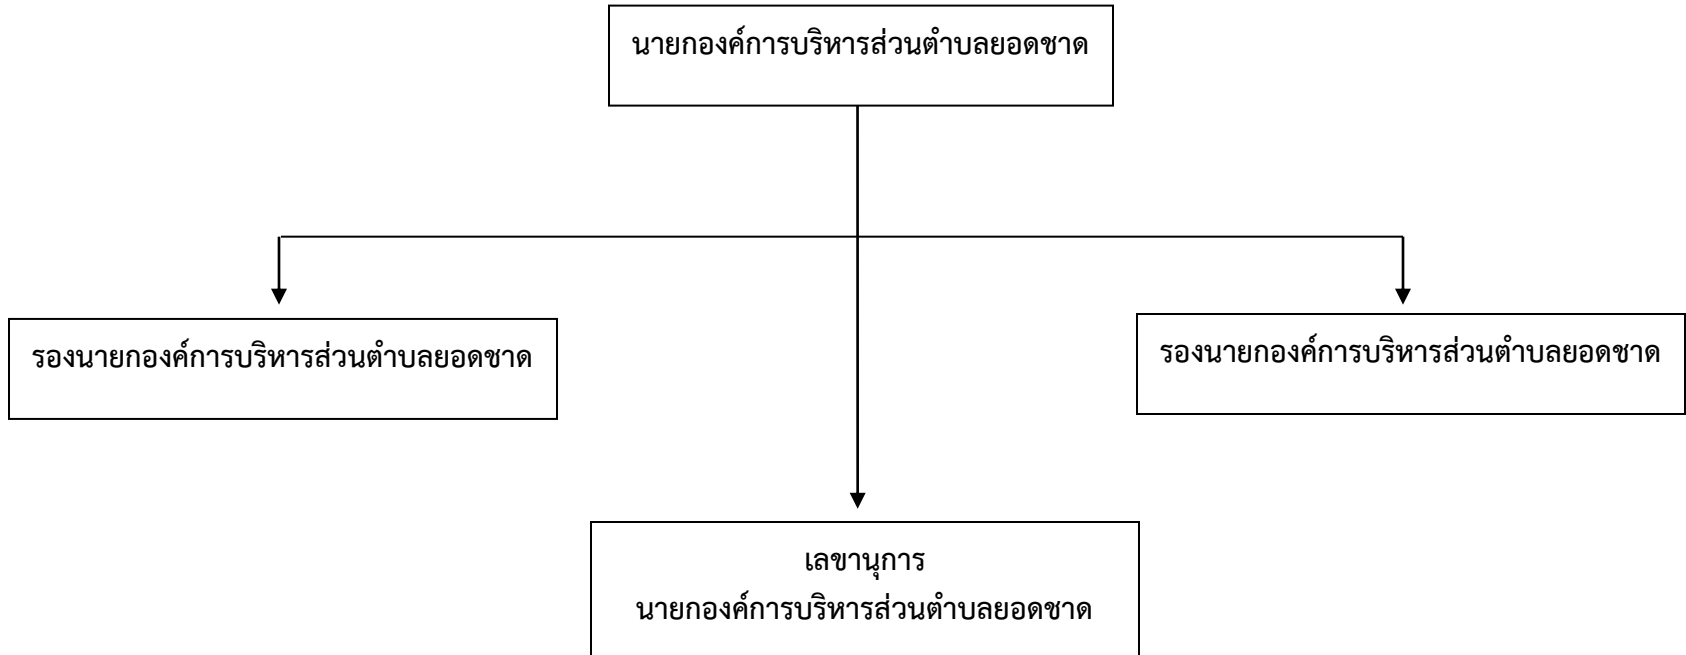 นายกองค์การบริหารส่วนตำบลยอดชาด
รองนายกองค์การบริหารส่วนตำบลยอดชาด
รองนายกองค์การบริหารส่วนตำบลยอดชาด
เลขานุการ
นายกองค์การบริหารส่วนตำบลยอดชาด